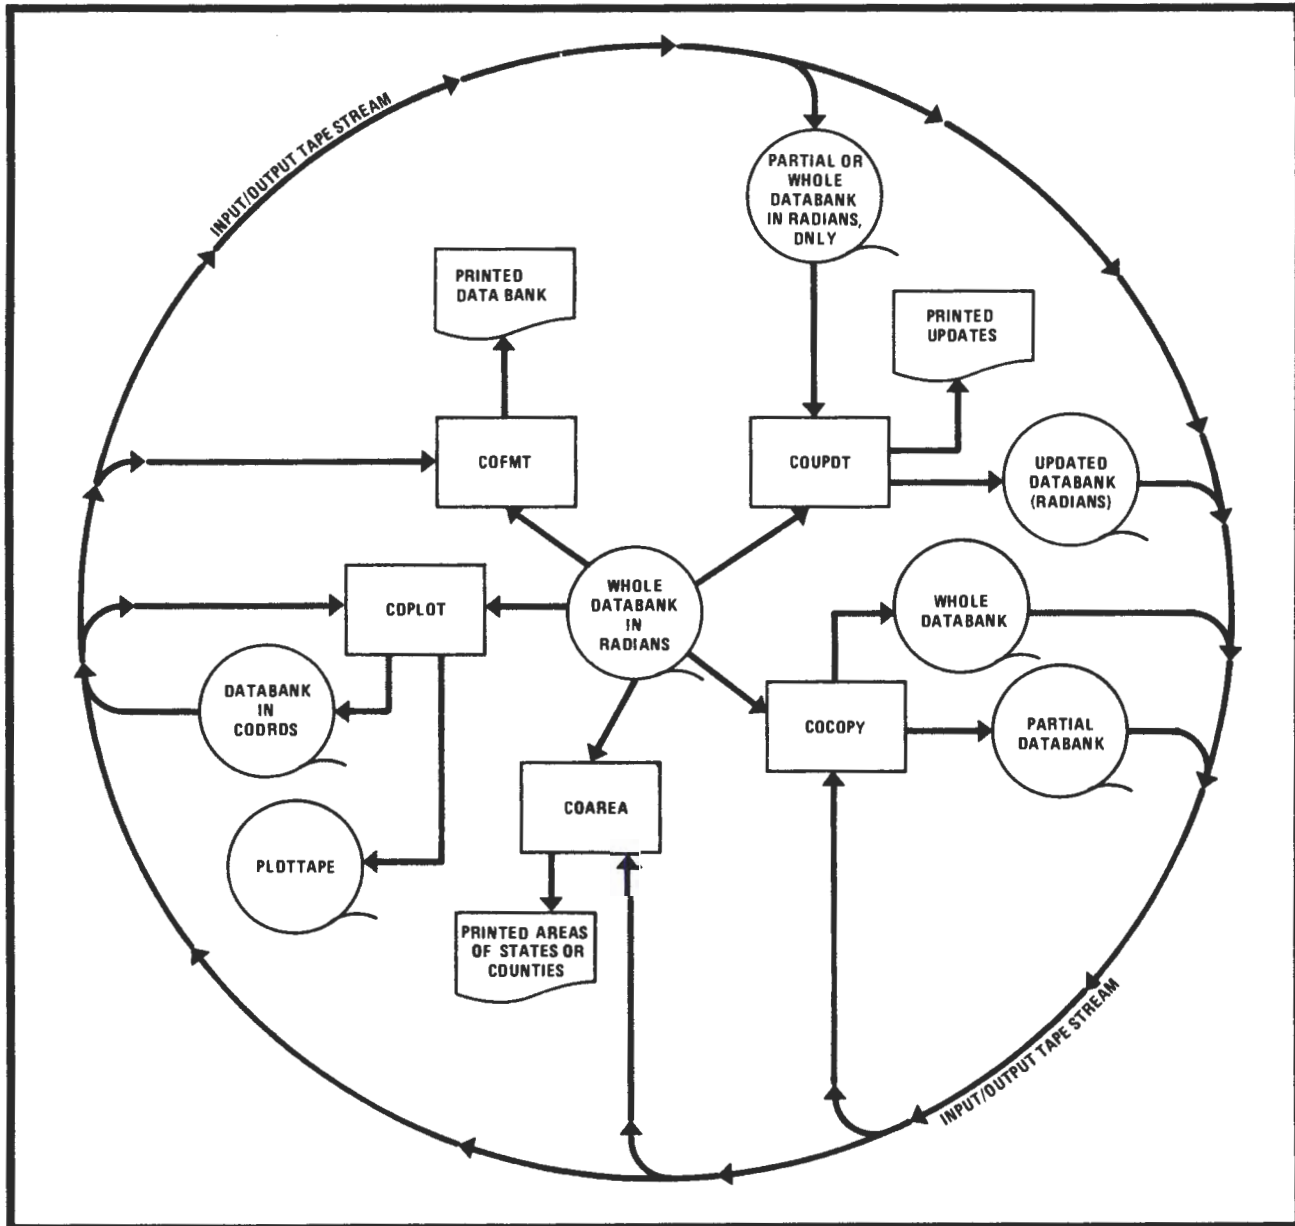 INPUT/OUTPUT TAPE STREAM
PARTIAL OR
WHOLE
DATABANK
IN RADIANS,
DNLY
PRINTED
DATA BANK
PRINTED
UPDATES
COFMT
COUPDT
UPDATED
DATABANK
(RADIANS)
CDPLOT
WHOLE
DATABANK
IN
RADIANS
WHOLE
DATABANK
DATABANK
IN
CODRDS
COCOPY
PARTIAL
DATABANK
COAREA
PLOTTAPE
PRINTED AREAS
OF STATES OR
CDUNTIES
INPUT/OUTPUT TAPE STREAM